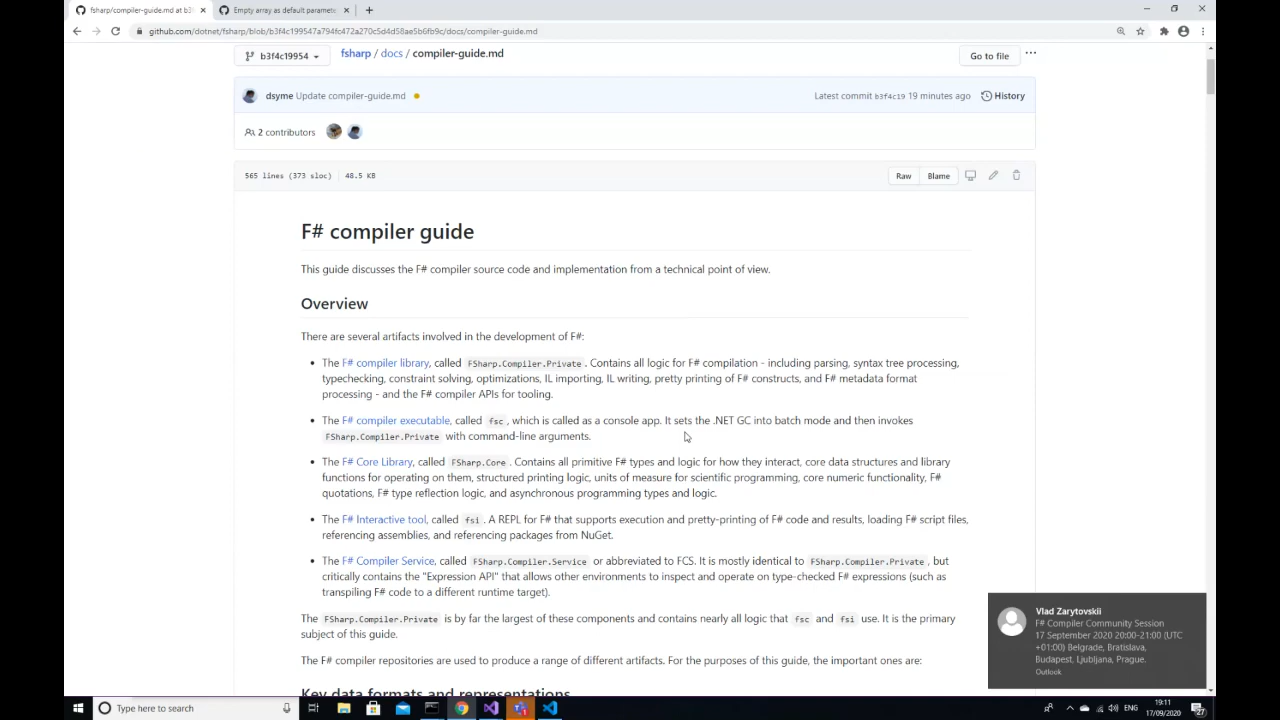 fsharp/compiler-guide.md at b3
Empty array as default paramete
github.com/dotnet/fsharp/blob/b3f4c199547a794fc472a270c5d4d58ae5b6fb9c/docs/compiler-guide.md
b3f4c19954
fsharp / docs / compiler-guide.md
Go to file
dsyme Update compiler-guide.md
Latest commit b3f4c19 19 minutes ago
History
2 contributors
565 lines (373 sloc) | 48.5 KB
Raw
Blame
F# compiler guide
This guide discusses the F# compiler source code and implementation from a technical point of view.
Overview
There are several artifacts involved in the development of F#:
• The F# compiler library, called FSharp.Compiler.Private. Contains all logic for F# compilation - including parsing, syntax tree processing,
typechecking, constraint solving, optimizations, IL importing, IL writing, pretty printing of F# constructs, and F# metadata format
processing - and the F# compiler APIs for tooling.
• The F# compiler executable, called fsc, which is called as a console app. It sets the .NET GC into batch mode and then invokes
FSharp.Compiler.Private with command-line arguments.
• The F# Core Library, called FSharp.Core. Contains all primitive F# types and logic for how they interact, core data structures and library
functions for operating on them, structured printing logic, units of measure for scientific programming, core numeric functionality, F#
quotations, F# type reflection logic, and asynchronous programming types and logic.
• The F# Interactive tool, called fsi. A REPL for F# that supports execution and pretty-printing of F# code and results, loading F# script files,
referencing assemblies, and referencing packages from NuGet.
• The F# Compiler Service, called FSharp.Compiler.Service or abbreviated to FCS. It is mostly identical to FSharp.Compiler.Private, but
critically contains the "Expression API" that allows other environments to inspect and operate on type-checked F# expressions (such as
transpiling F# code to a different runtime target).
The FSharp.Compiler.Private is by far the largest of these components and contains nearly all logic that fsc and fsi use. It is the primary
subject of this guide.
The F# compiler repositories are used to produce a range of different artifacts. For the purposes of this guide, the important ones are:
Key data formats and representations
Vlad Zarytovskii
F# Compiler Community Session
17 September 2020 20:00-21:00 (UTC
+01:00) Belgrade, Bratislava,
Budapest, Ljubljana, Prague.
Outlook
Type here to search
ENG
19:11
17/09/2020
27